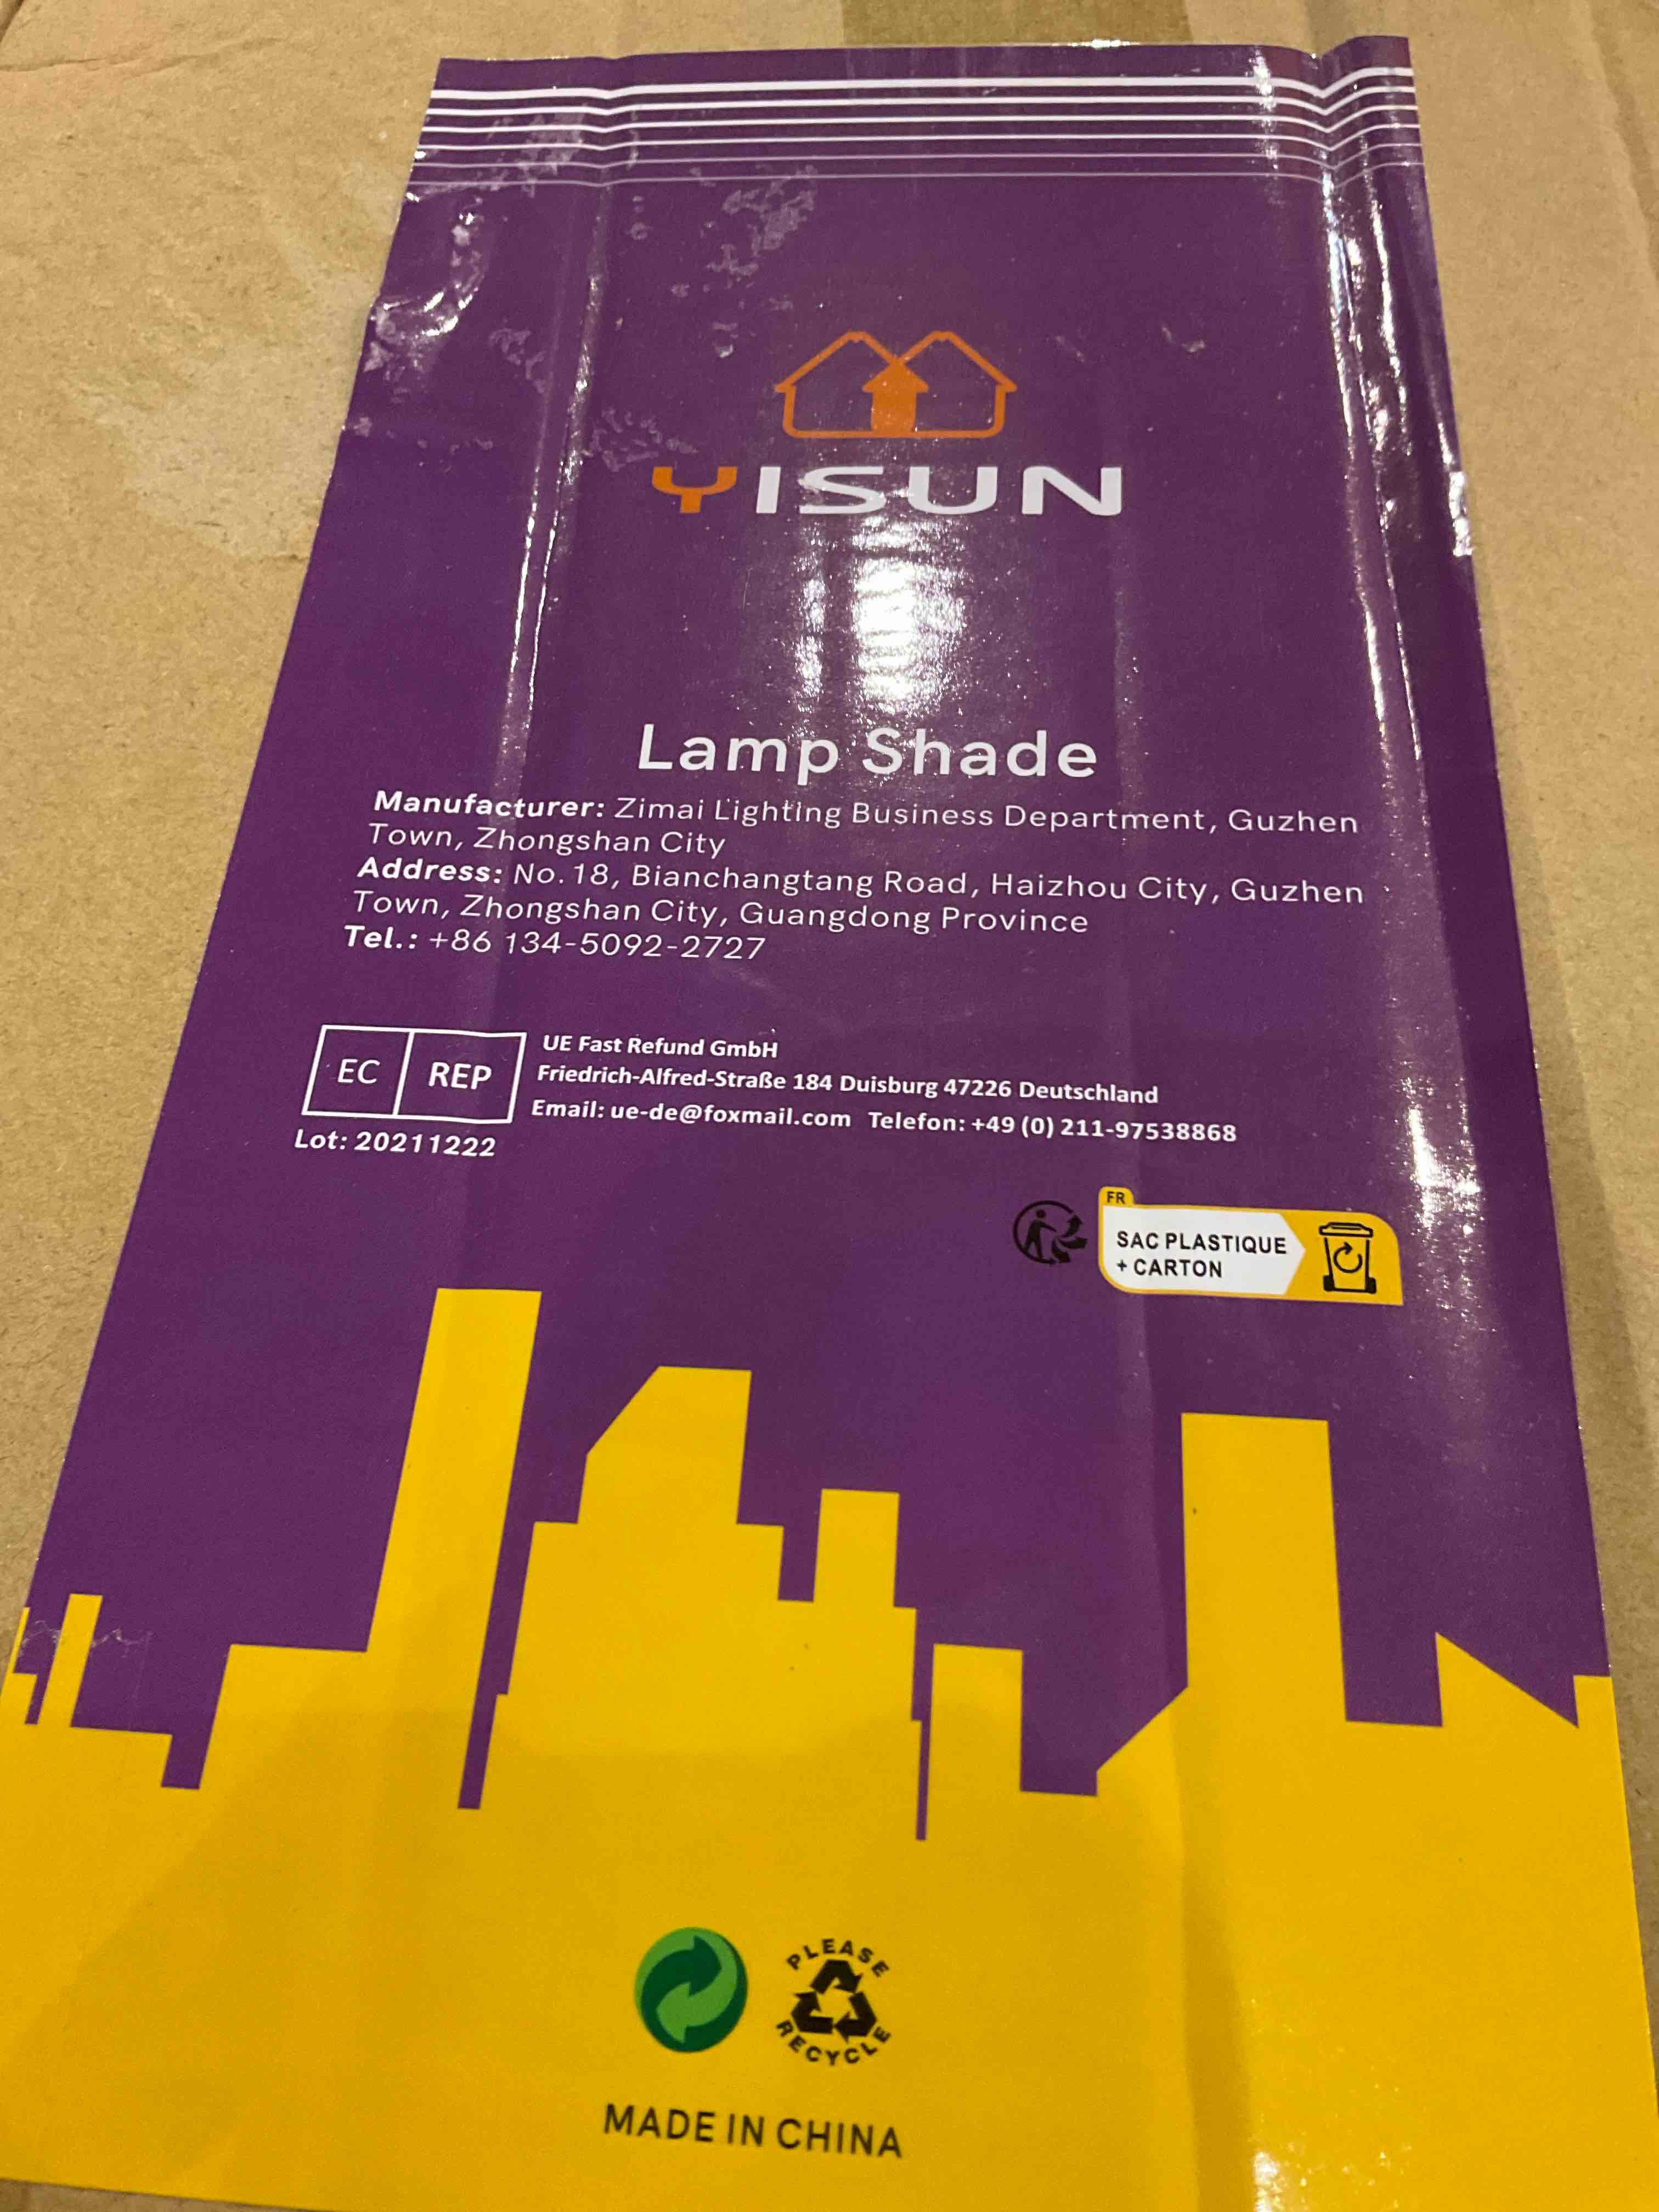 YISUN
Lamp Shade
Manufacturer: Zimai Lighting Business Department, Guzhen
Town, Zhongshan City
Address: No.18, Bianchangtang Road, Haizhou City, Guzhen
Town, Zhongshan City, Guangdong Province
Tel.: +86 134-5092-2727
EC REP
UE Fast Refund GmbH
Friedrich-Alfred-Straße 184 Duisburg 47226 Deutschland
Email: ue-de@foxmail.com Telefon: +49 (0) 211-97538868
Lot: 20211222
FR
SAC PLASTIQUE
+ CARTON
PLEASE
RECYCLE
MADE IN CHINA